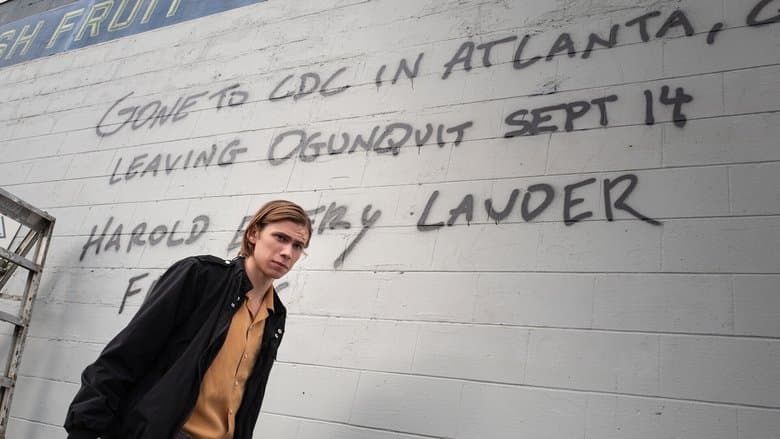 SH FRUIT
GONE TO CDC IN ATLANTA, G
LEAVING OGUNQUIT SEPT 14
HAROLD LAUDER